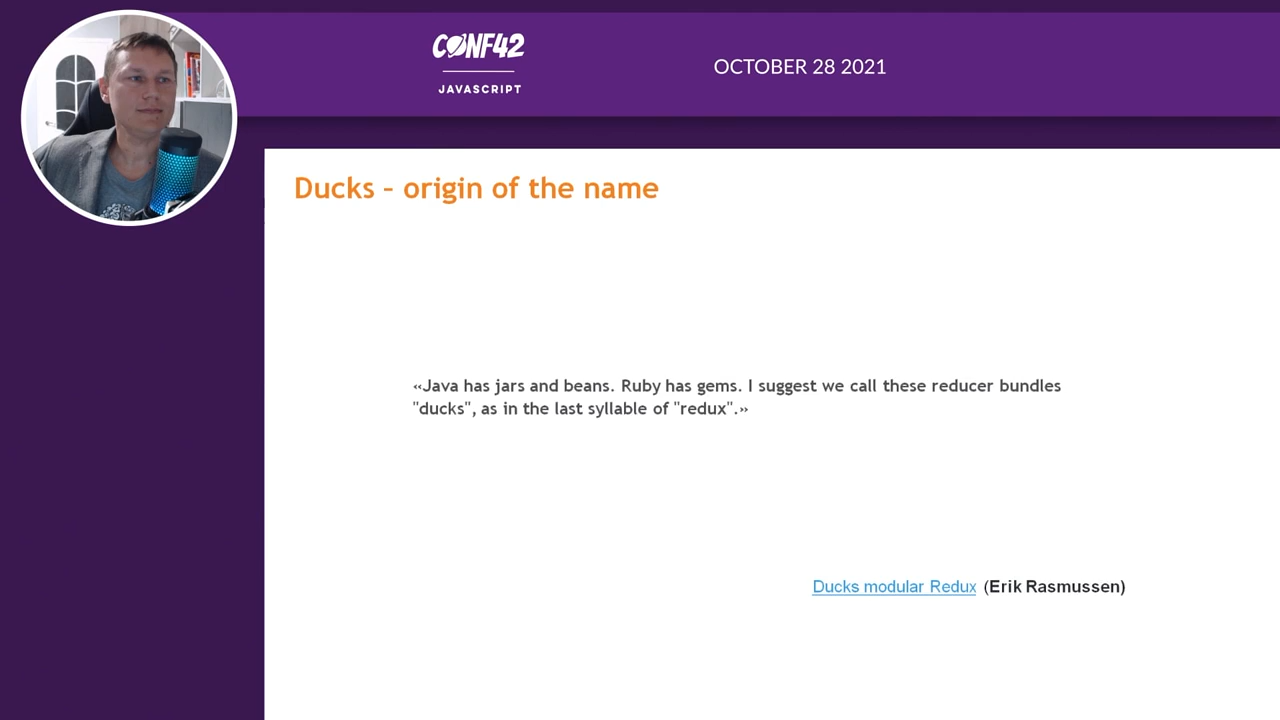 CONF42
JAVASCRIPT
OCTOBER 28 2021
Ducks - origin of the name
«Java has jars and beans. Ruby has gems. I suggest we call these reducer bundles
"ducks", as in the last syllable of "redux".»
Ducks modular Redux (Erik Rasmussen)